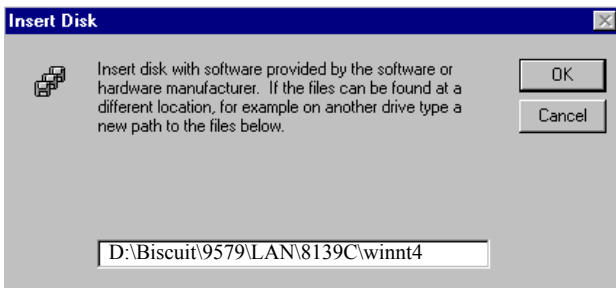 Insert Disk
Insert disk with software provided by the software or
hardware manufacturer.  If the files can be found at a
different location, for example on another drive type a
new path to the files below.
OK
Cancel
D:\Biscuit\9579\LAN\8139C\winnt4